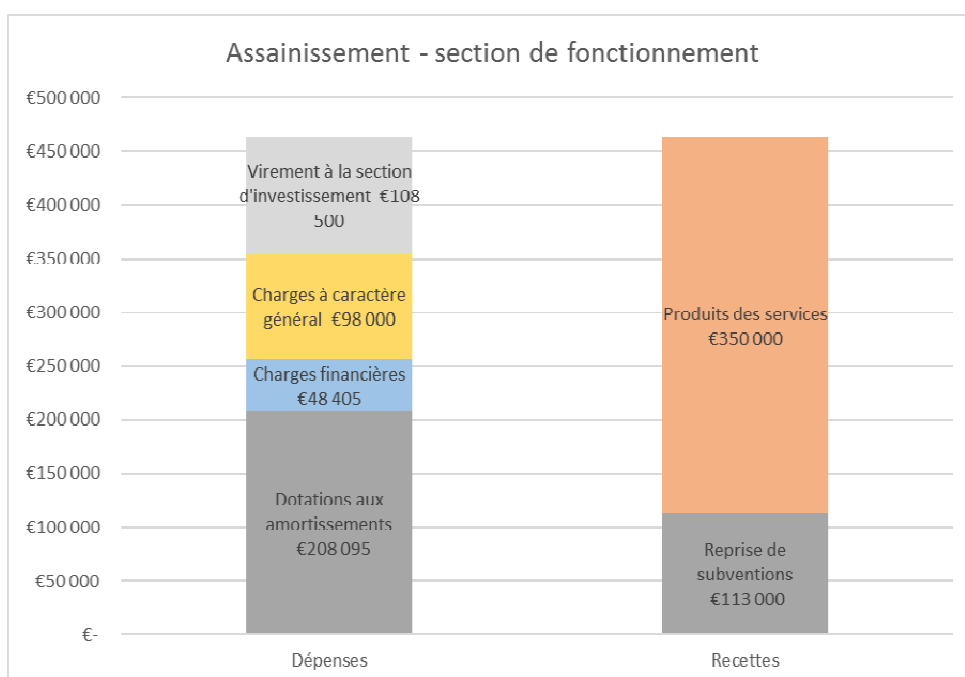 Assainissement - section de fonctionnement
€500 000
€450 000
€400 000
€350 000
€300 000
€250 000
€200 000
€150 000
€100 000
€50 000
€-
Virement à la section
d'investissement €108
500
Charges à caractère
général €98 000
Charges financières
€48 405
Dotations aux
amortissements
€208 095
Produits des services
€350 000
Reprise de
subventions
€113 000
Dépenses
Recettes